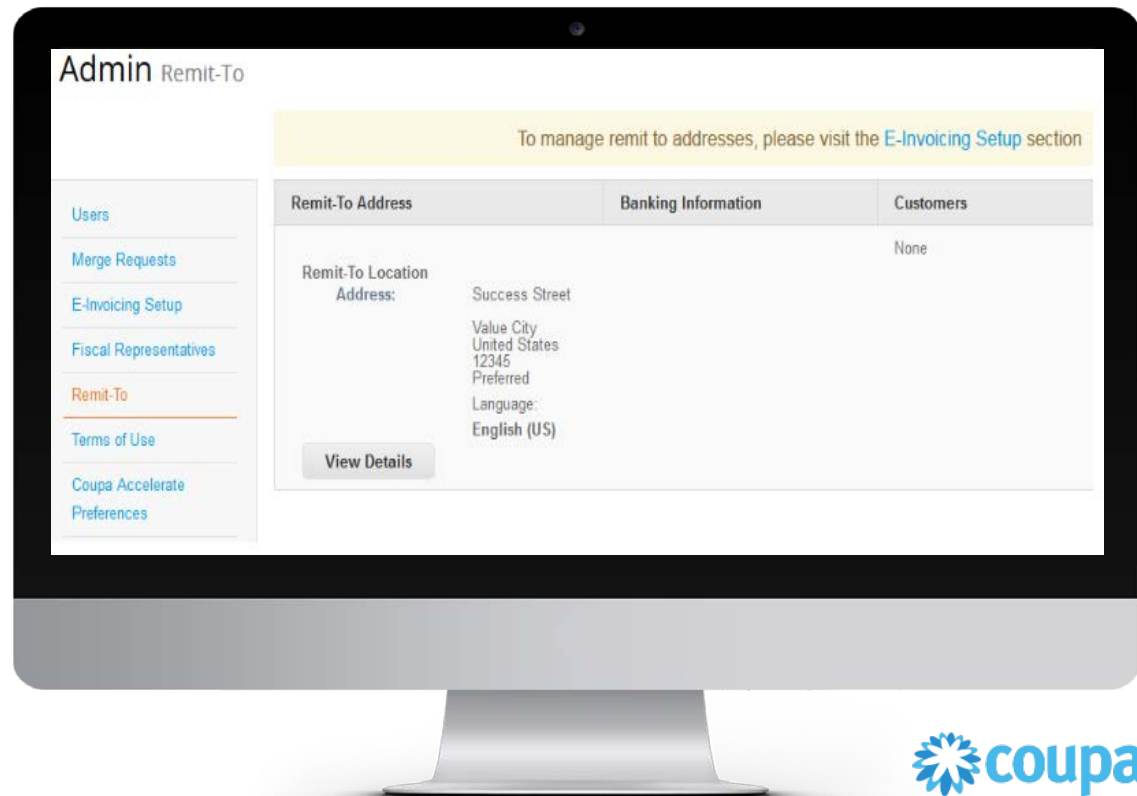 Admin Remit-To
To manage remit to addresses, please visit the E-Invoicing Setup section
Users
Merge Requests
E-Invoicing Setup
Fiscal Representatives
Remit-To
Terms of Use
Coupa Accelerate
Preferences
Remit-To Address Banking Information Customers
None
Remit-To Location
Address: Success Street
Value City
United States
12345
Preferred
Language:
English (US)
View Details
coupa